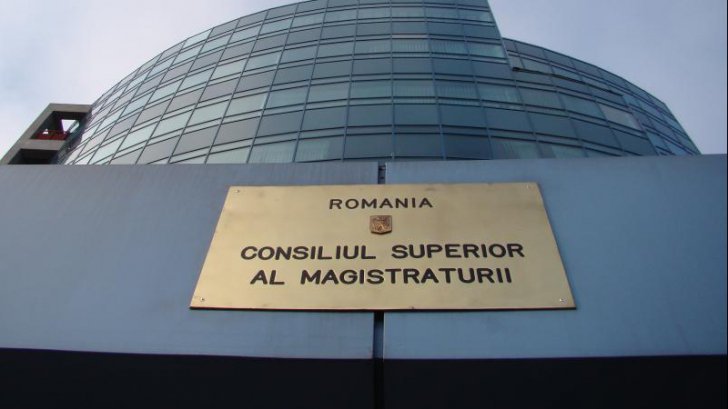 ROMANIA
CONSILIUL SUPERIOR
AL MAGISTRATURII